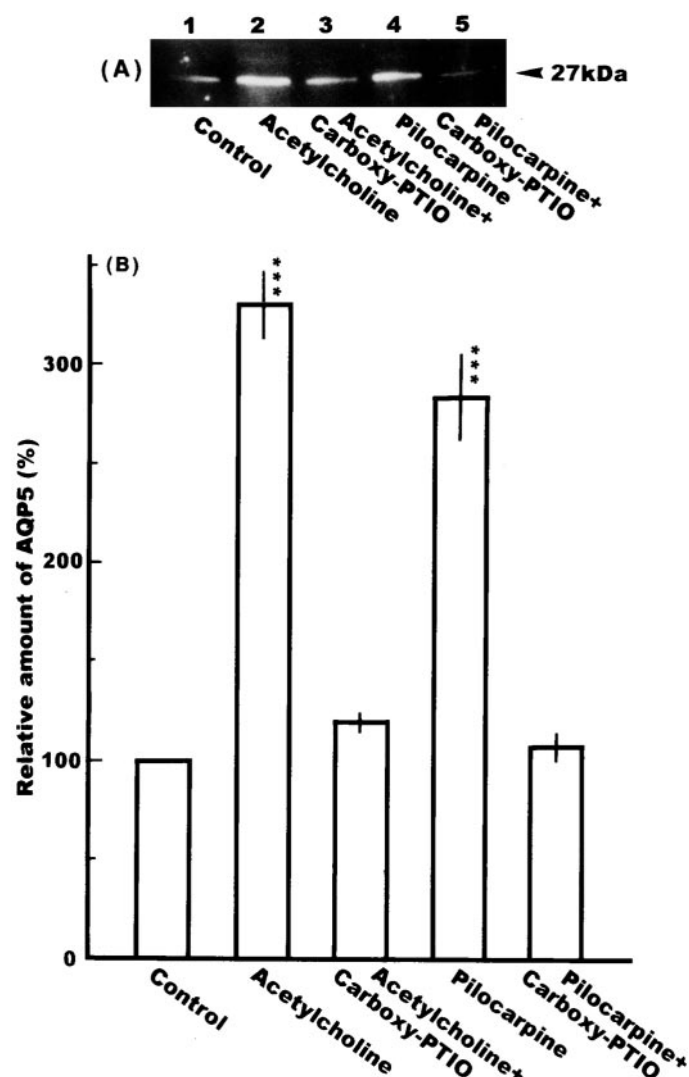 1 2 3 4 5
(A)
27kDa
Control
Acetylcholine
Acetylcholine+
Carboxy-PTIO
Pilocarpine
Pilocarpine+
Carboxy-PTIO
(B)
***
***
Relative amount of AQP5 (%)
300
200
100
0
Control
Acetylcholine
Acetylcholine+
Carboxy-PTIO
Pilocarpine
Pilocarpine+
Carboxy-PTIO